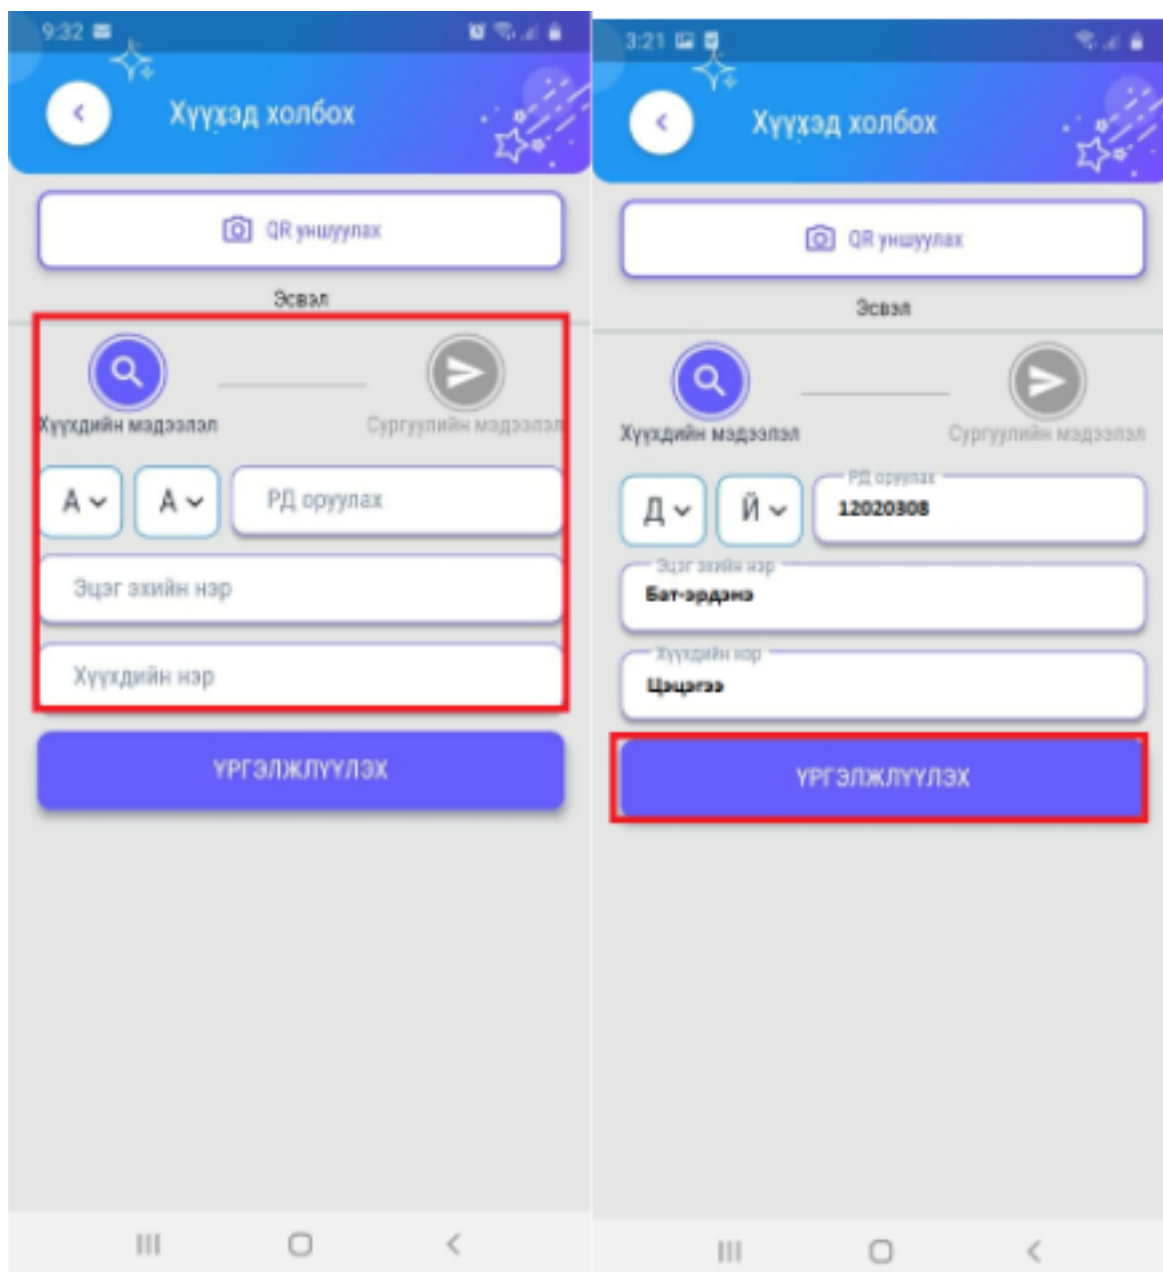 9:32
Хүүхэд холбох
QR уншуулах
Эсвэл
Хүүхдийн мэдээлэл
Сургуулийн мэдээлэл
А А РД оруулах
Эцэг эхийн нэр
Хүүхдийн нэр
ҮРГЭЛЖЛҮҮЛЭХ
3:21
Хүүхэд холбох
QR уншуулах
Эсвэл
Хүүхдийн мэдээлэл
Сургуулийн мэдээлэл
РД оруулах
Д Й 12020308
Эцэг эхийн нэр
Бат-эрдэнэ
Хүүхдийн нэр
Цэцэгээ
ҮРГЭЛЖЛҮҮЛЭХ